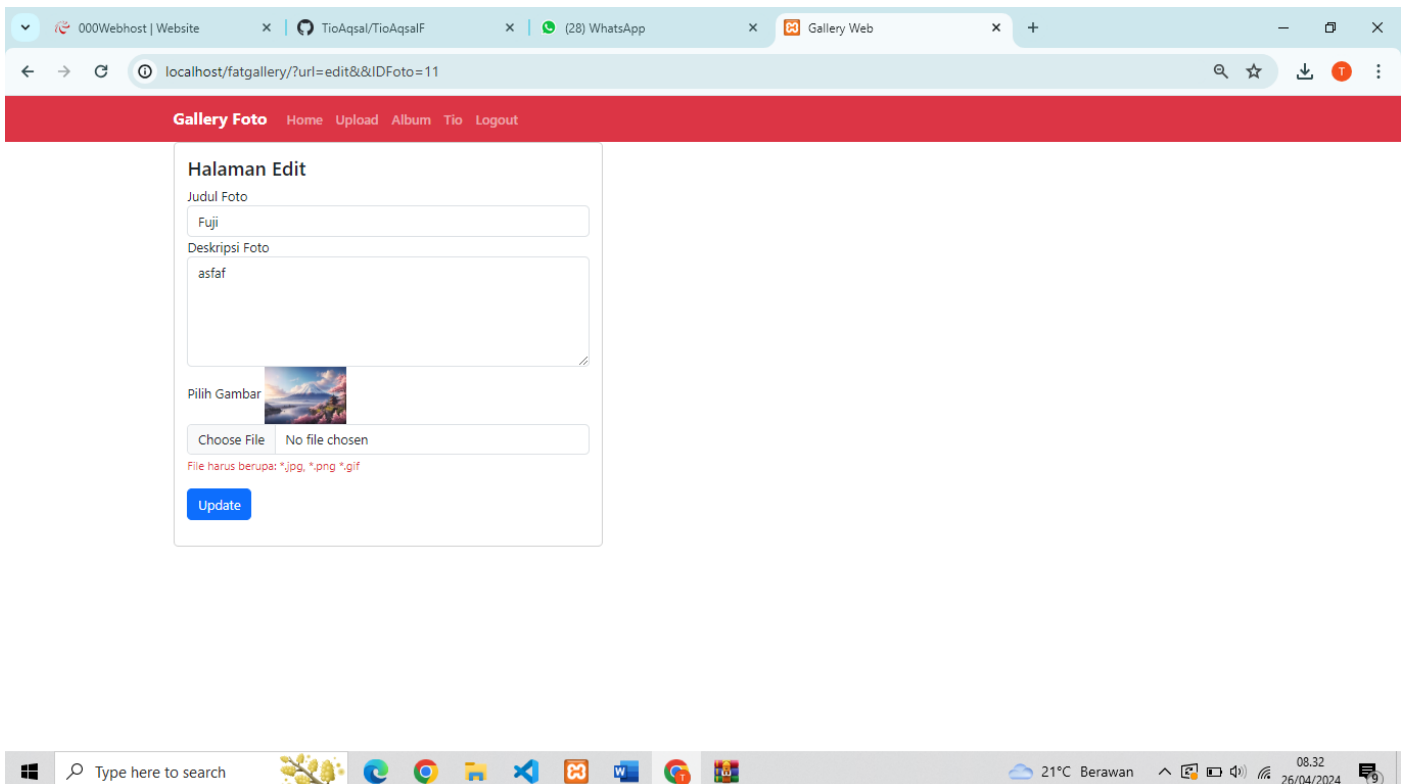 000Webhost | Website
TioAqsal/TioAqsalF
(28) WhatsApp
Gallery Web
localhost/fatgallery/?url=edit&&IDFoto=11
T
Gallery Foto Home Upload Album Tio Logout
Halaman Edit
Judul Foto
Fuji
Deskripsi Foto
asfaf
Pilih Gambar
Choose File No file chosen
File harus berupa: *.jpg, *.png *.gif
Update
Type here to search
21°C Berawan
08.32
26/04/2024
9